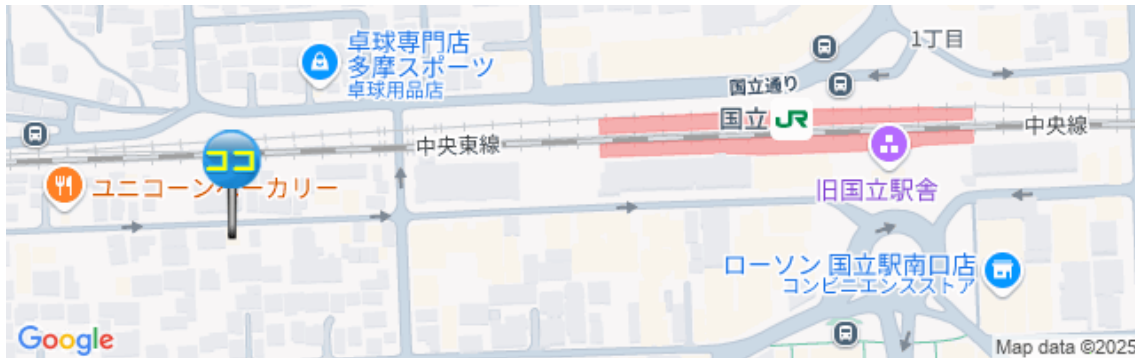 卓球専門店
多摩スポーツ
卓球用品店
1丁目
国立通り
国立 JR
中央線
中央東線
ココ
ユニコーンベーカリー
旧国立駅舎
ローソン 国立駅南口店
コンビニエンスストア
Google
Map data ©2025